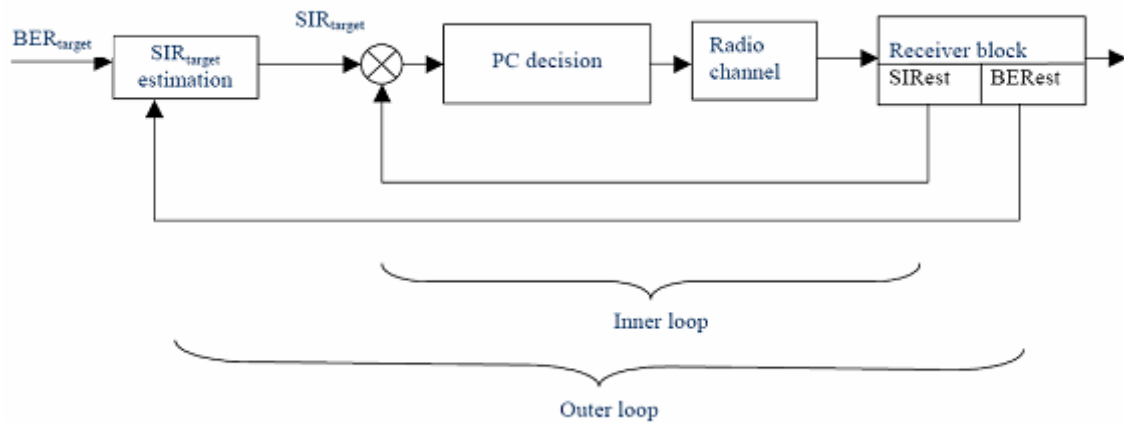 BERtarget
SIRtarget
estimation
SIRtarget
PC decision
Radio
channel
Receiver block
SIRest
BERest
Inner loop
Outer loop